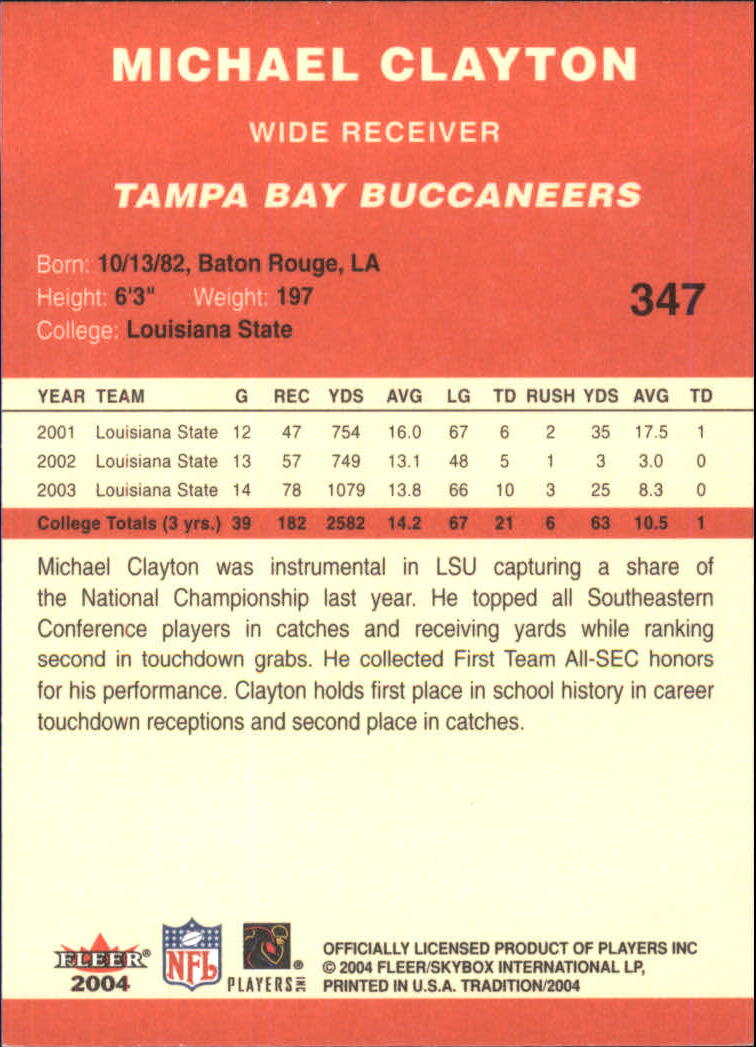 MICHAEL CLAYTON
WIDE RECEIVER
TAMPA BAY BUCCANEERS
Born: 10/13/82, Baton Rouge, LA
Height: 6'3" Weight: 197
347
College: Louisiana State
YEAR TEAM G REC YDS AVG LG TD RUSH YDS AVG TD
2001 Louisiana State 12 47 754 16.0 67 6 2 35 17.5 1
2002 Louisiana State 13 57 749 13.1 48 5 1 3 3.0 0
2003 Louisiana State 14 78 1079 13.8 66 10 3 25 8.3 0
College Totals (3 yrs.) 39 182 2582 14.2 67 21 6 63 10.5 1
Michael Clayton was instrumental in LSU capturing a share of
the National Championship last year. He topped all Southeastern
Conference players in catches and receiving yards while ranking
second in touchdown grabs. He collected First Team All-SEC honors
for his performance. Clayton holds first place in school history in career
touchdown receptions and second place in catches.
FLEER®
2004
NFL
®
PLAYERS INC
OFFICIALLY LICENSED PRODUCT OF PLAYERS INC
© 2004 FLEER/SKYBOX INTERNATIONAL LP,
PRINTED IN U.S.A. TRADITION/2004